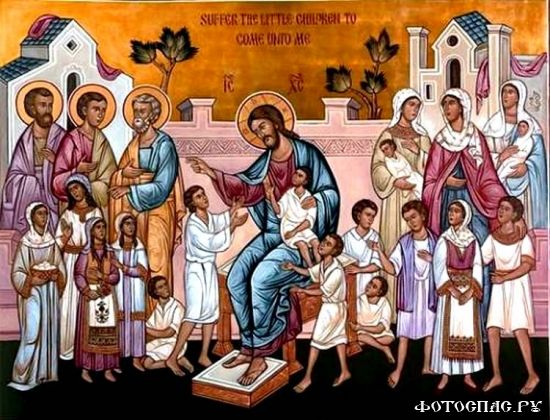 SUFFER THE LITTLE CHILDREN TO
COME UNTO ME
IC XC
ФОТОСПАС.РУ